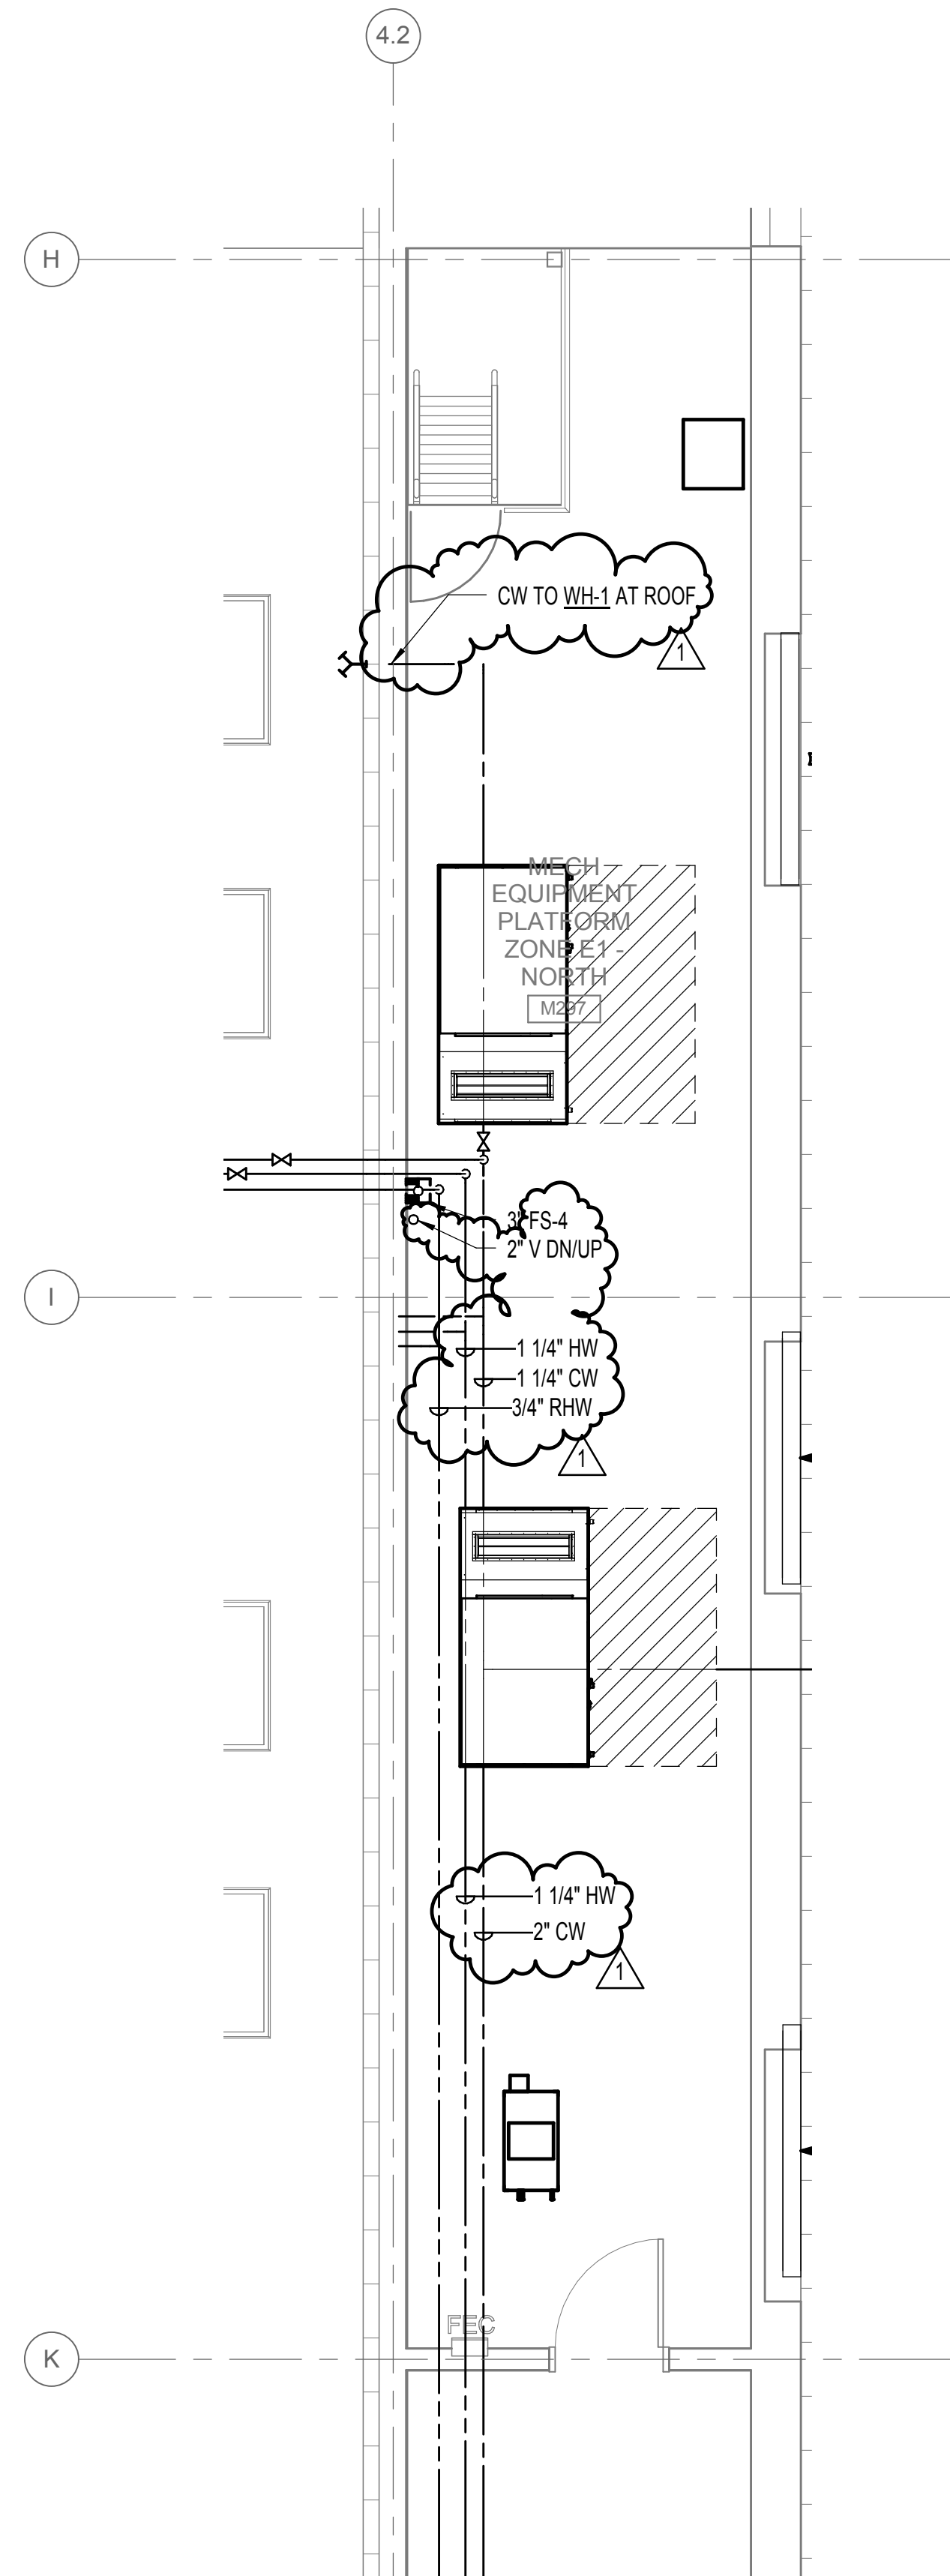 4.2
H
CW TO WH-1 AT ROOF
1
MECH
EQUIPMENT
PLATFORM
ZONE E1 -
NORTH
M297
3" FS-4
2" V DN/UP
I
1 1/4" HW
1 1/4" CW
3/4" RHW
1
1 1/4" HW
2" CW
1
FEC
K